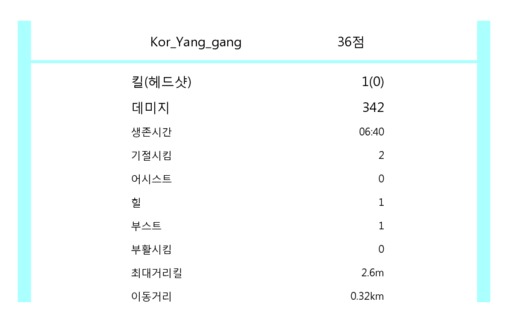 Kor_Yang_gang 36점
킬(헤드샷) 1(0)
데미지 342
생존시간 06:40
기절시킴 2
어시스트 0
힐 1
부스트 1
부활시킴 0
최대거리킬 2.6m
이동거리 0.32km